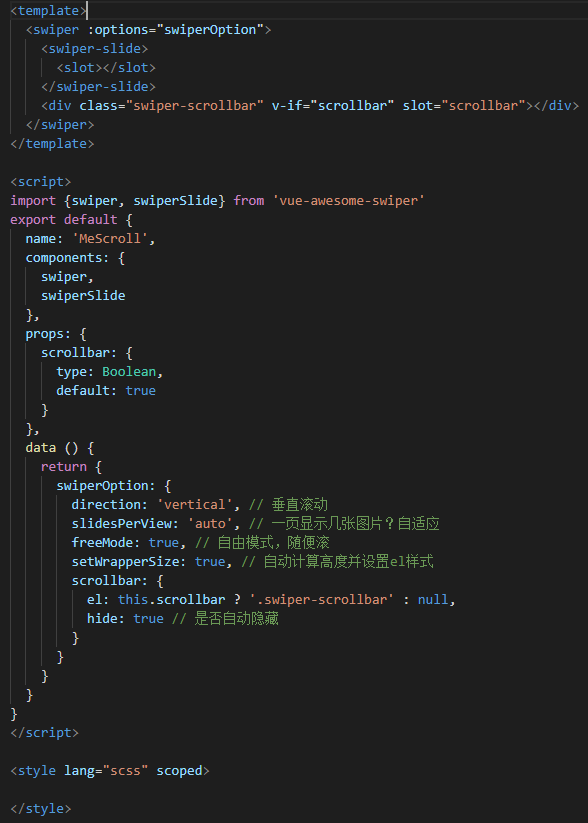 <template>
  <swiper :options="swiperOption">
    <swiper-slide>
      <slot></slot>
    </swiper-slide>
    <div class="swiper-scrollbar" v-if="scrollbar" slot="scrollbar"></div>
  </swiper>
</template>

<script>
import {swiper, swiperSlide} from 'vue-awesome-swiper'
export default {
  name: 'MeScroll',
  components: {
    swiper,
    swiperSlide
  },
  props: {
    scrollbar: {
      type: Boolean,
      default: true
    }
  },
  data () {
    return {
      swiperOption: {
        direction: 'vertical', // 垂直滚动
        slidesPerView: 'auto', // 一页显示几张图片？自适应
        freeMode: true, // 自由模式，随便滚
        setWrapperSize: true, // 自动计算高度并设置el样式
        scrollbar: {
          el: this.scrollbar ? '.swiper-scrollbar' : null,
          hide: true // 是否自动隐藏
        }
      }
    }
  }
}
</script>

<style lang="scss" scoped>

</style>